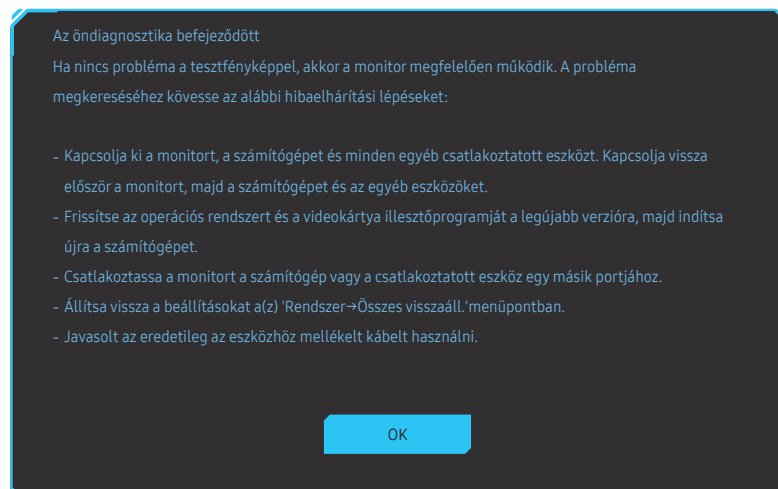 Az öndiagnosztika befejeződött
Ha nincs probléma a tesztfényképpel, akkor a monitor megfelelően működik. A probléma
megkereséséhez kövesse az alábbi hibaelhárítási lépéseket:
- Kapcsolja ki a monitort, a számítógépet és minden egyéb csatlakoztatott eszközt. Kapcsolja vissza
először a monitort, majd a számítógépet és az egyéb eszközöket.
- Frissítse az operációs rendszert és a videokártya illesztőprogramját a legújabb verzióra, majd indítsa
újra a számítógépet.
- Csatlakoztassa a monitort a számítógép vagy a csatlakoztatott eszköz egy másik portjához.
- Állítsa vissza a beállításokat a(z) 'Rendszer→Összes visszaáll.'menüpontban.
- Javasolt az eredetileg az eszközhöz mellékelt kábelt használni.
OK